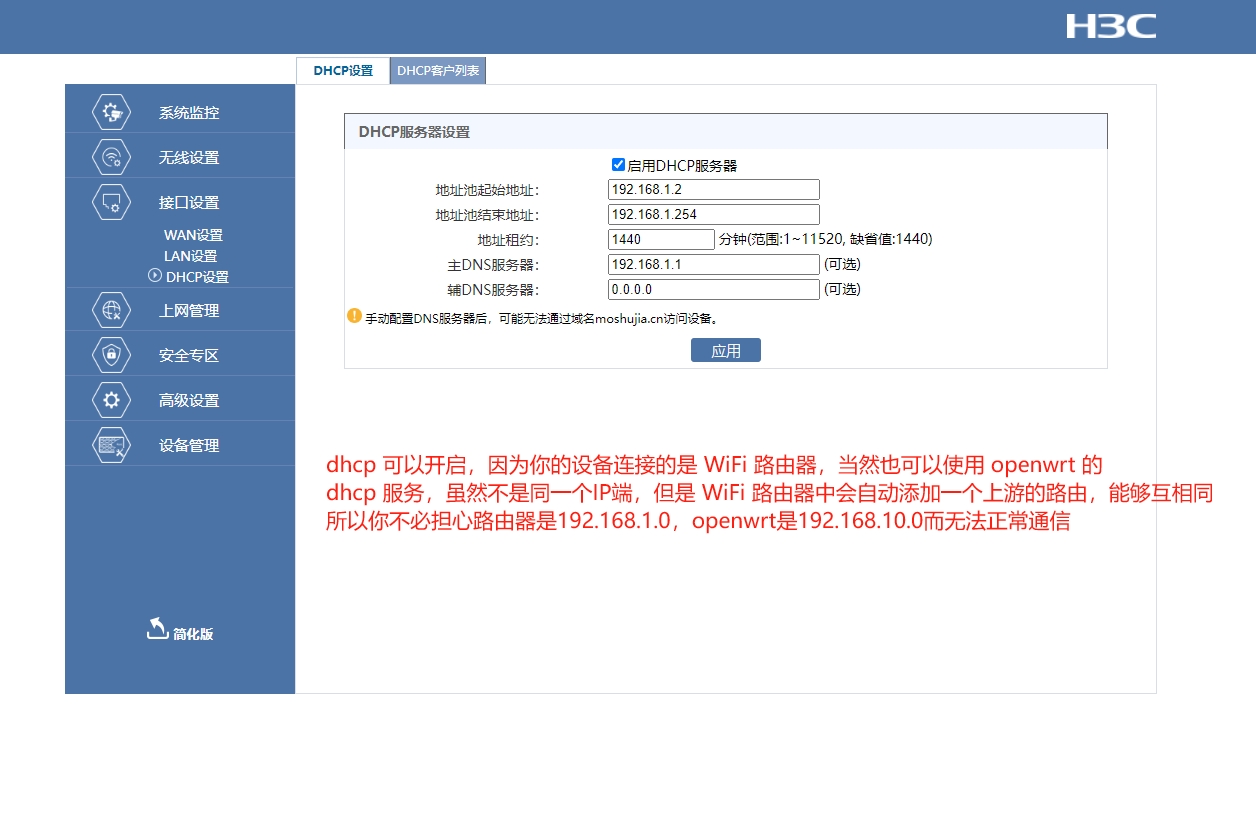 H3C
DHCP设置
DHCP客户列表
系统监控
无线设置
接口设置
WAN设置
LAN设置
DHCP设置
上网管理
安全专区
高级设置
设备管理
简化版
DHCP服务器设置
启用DHCP服务器
地址池起始地址: 192.168.1.2
地址池结束地址: 192.168.1.254
地址租约: 1440 分钟(范围:1~11520, 缺省值:1440)
主DNS服务器: 192.168.1.1 (可选)
辅DNS服务器: 0.0.0.0 (可选)
手动配置DNS服务器后，可能无法通过域名moshujia.cn访问设备。
应用
dhcp 可以开启，因为你的设备连接的是 WiFi 路由器，当然也可以使用 openwrt 的
dhcp 服务，虽然不是同一个IP端，但是 WiFi 路由器中会自动添加一个上游的路由，能够互相同
所以你不必担心路由器是192.168.1.0，openwrt是192.168.10.0而无法正常通信